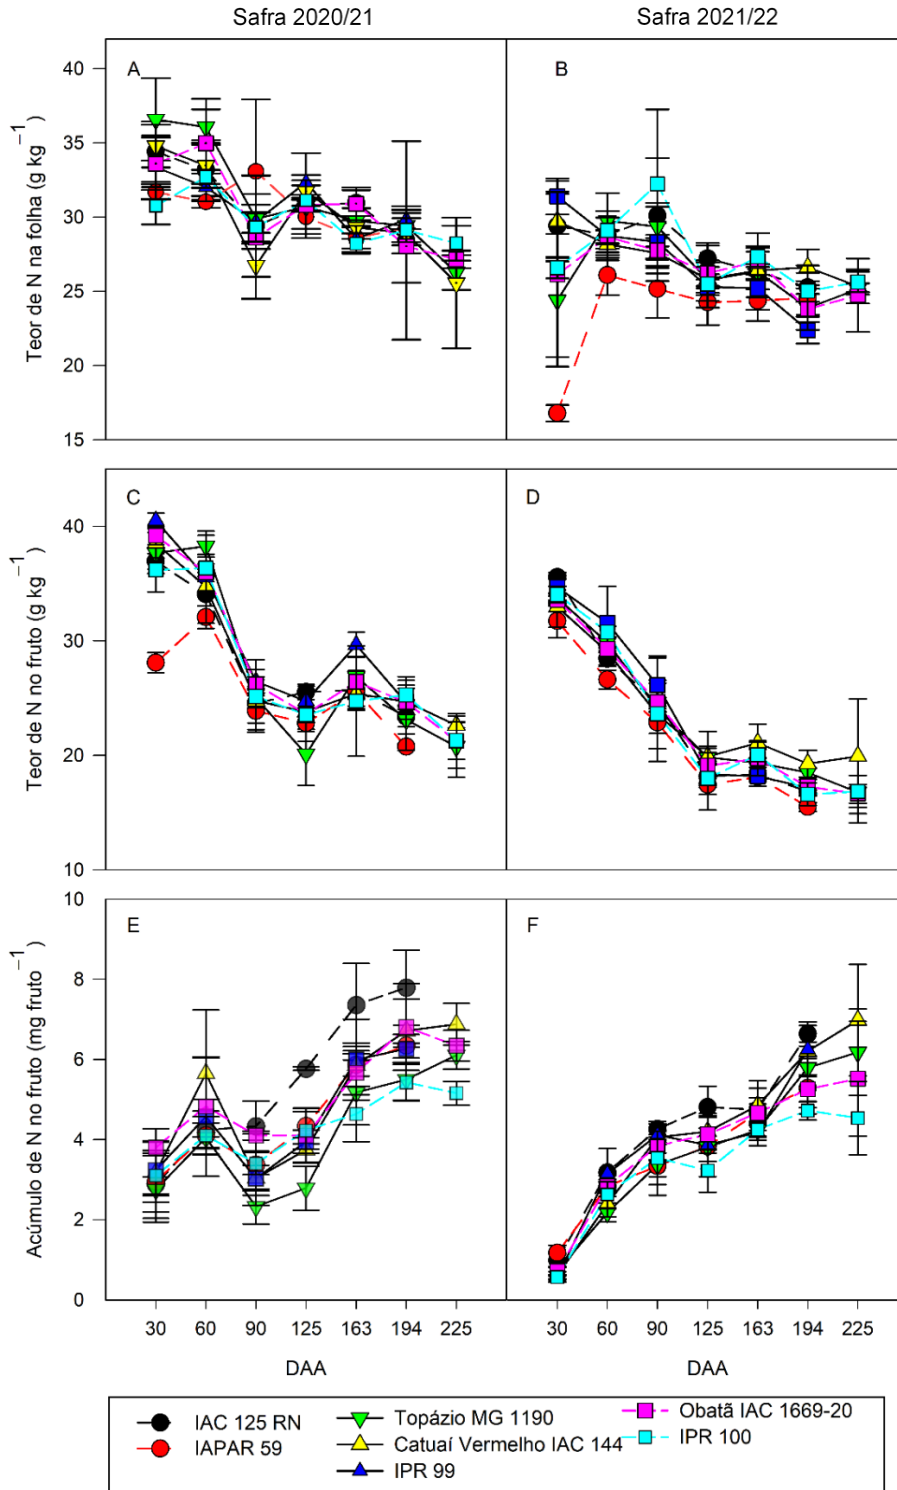 Safra 2020/21
Safra 2021/22
A
B
Teor de N na folha (g kg⁻¹)
40
35
30
25
20
15
C
D
Teor de N no fruto (g kg⁻¹)
40
30
20
10
E
F
Acúmulo de N no fruto (mg fruto⁻¹)
10
8
6
4
2
0
30 60 90 125 163 194 225
30 60 90 125 163 194 225
DAA
DAA
IAC 125 RN
IAPAR 59
Topázio MG 1190
Catuaí Vermelho IAC 144
IPR 99
Obatã IAC 1669-20
IPR 100